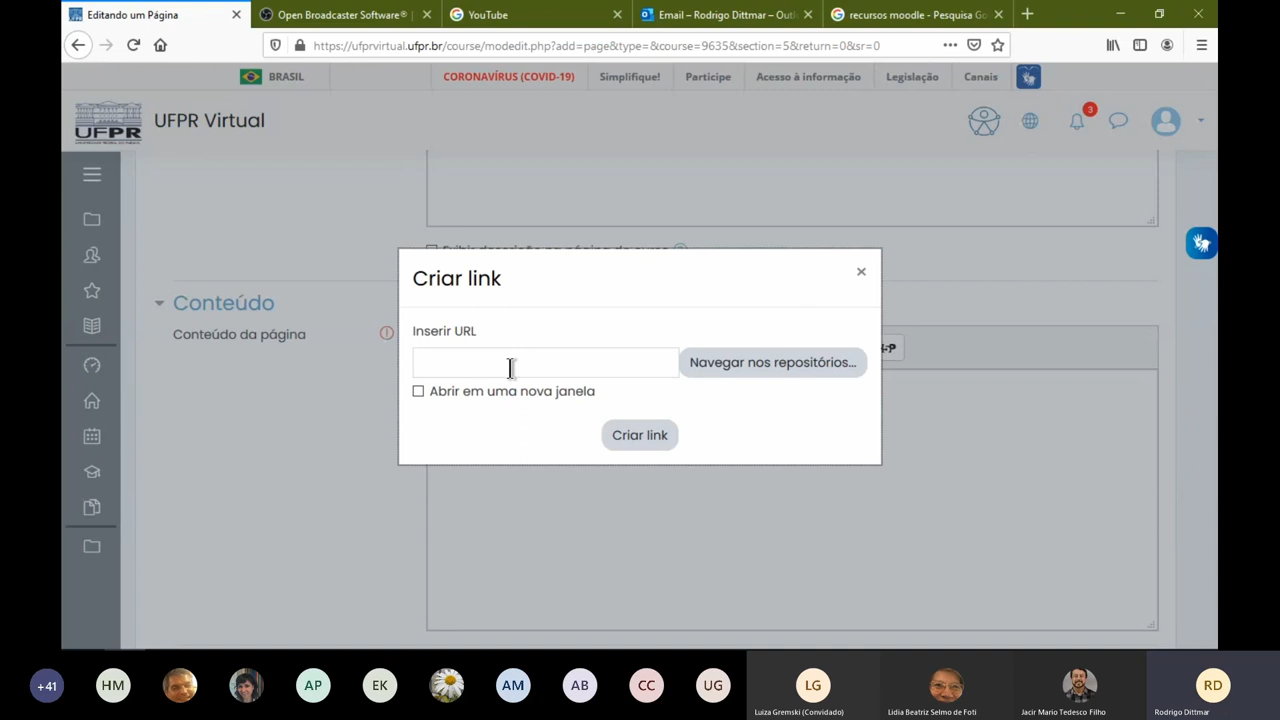 Editando um Página
Open Broadcaster Software®
YouTube
Email – Rodrigo Dittmar – Outl
recursos moodle - Pesquisa Go
https://ufprvirtual.ufpr.br/course/modedit.php?add=page&type=&course=9635&section=5&return=0&sr=0
BRASIL
CORONAVÍRUS (COVID-19)
Simplifique!
Participe
Acesso à informação
Legislação
Canais
UFPR
UFPR Virtual
3
Criar link
Conteúdo
Conteúdo da página
Inserir URL
Navegar nos repositórios...
Abrir em uma nova janela
Criar link
+41
HM
AP
EK
AM
AB
CC
UG
LG
RD
Luiza Gremski (Convidado)
Lidia Beatriz Selmo de Foti
Jacir Mario Tedesco Filho
Rodrigo Dittmar